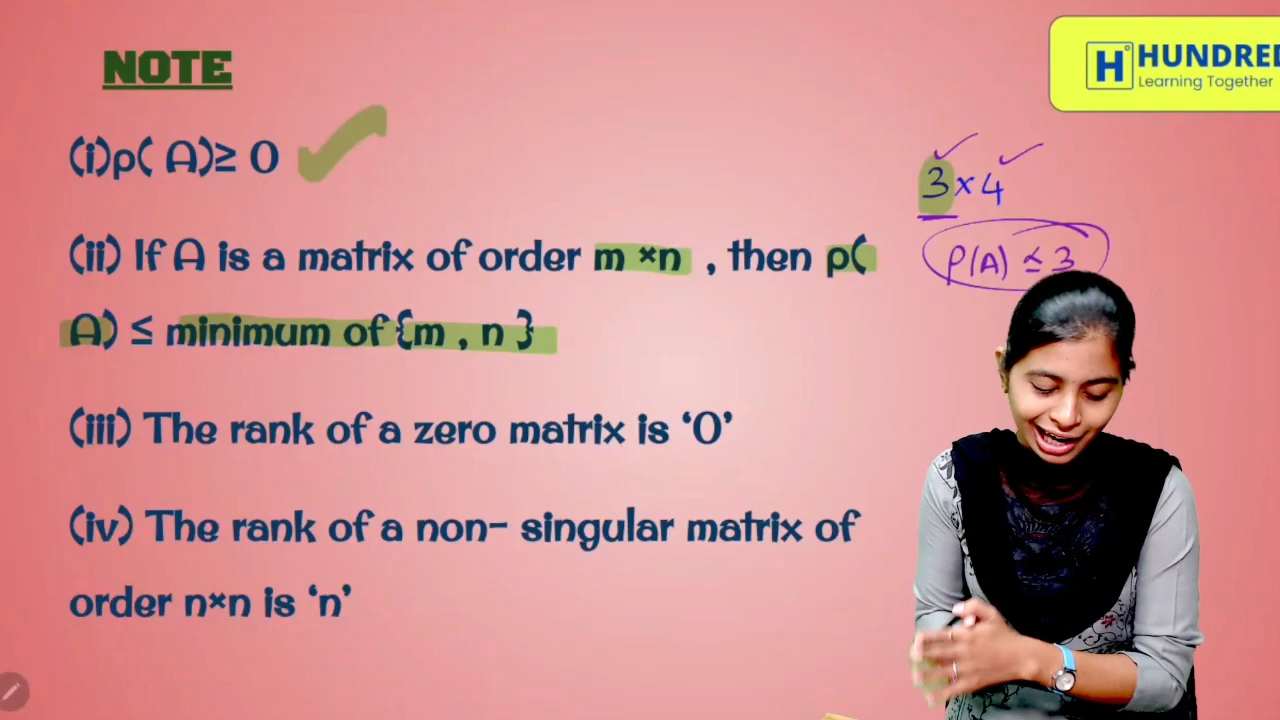 NOTE
HUNDRED
Learning Together
(i)ρ( A)≥ 0
3 × 4
(ii) If A is a matrix of order m ×n , then ρ(
ρ(A) ≤ 3
A) ≤ minimum of {m , n }
(iii) The rank of a zero matrix is ‘0’
(iv) The rank of a non- singular matrix of
order n×n is ‘n’